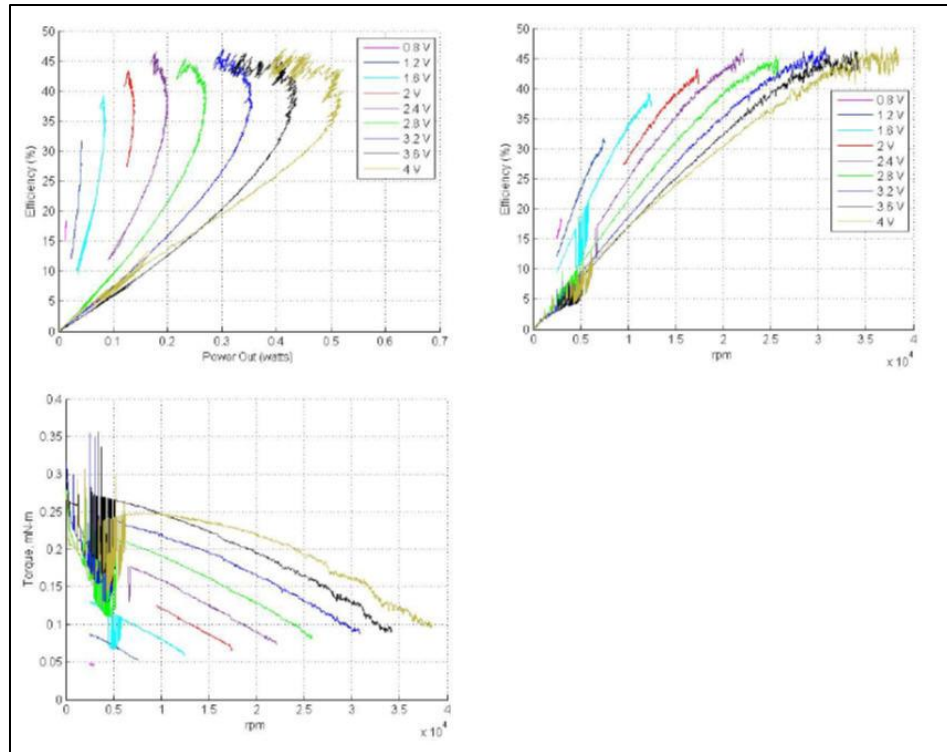 50
45
40
35
30
25
20
15
10
5
0
Efficiency (%)
0 0.1 0.2 0.3 0.4 0.5 0.6 0.7
Power Out (watts)
0.8 V
1.2 V
1.6 V
2 V
2.4 V
2.8 V
3.2 V
3.6 V
4 V
50
45
40
35
30
25
20
15
10
5
0
Efficiency (%)
0 0.5 1 1.5 2 2.5 3 3.5 4
rpm
x 10^4
0.8 V
1.2 V
1.6 V
2 V
2.4 V
2.8 V
3.2 V
3.6 V
4 V
0.4
0.35
0.3
0.25
0.2
0.15
0.1
0.05
0
Torque, mN-m
0 0.5 1 1.5 2 2.5 3 3.5 4
rpm
x 10^4